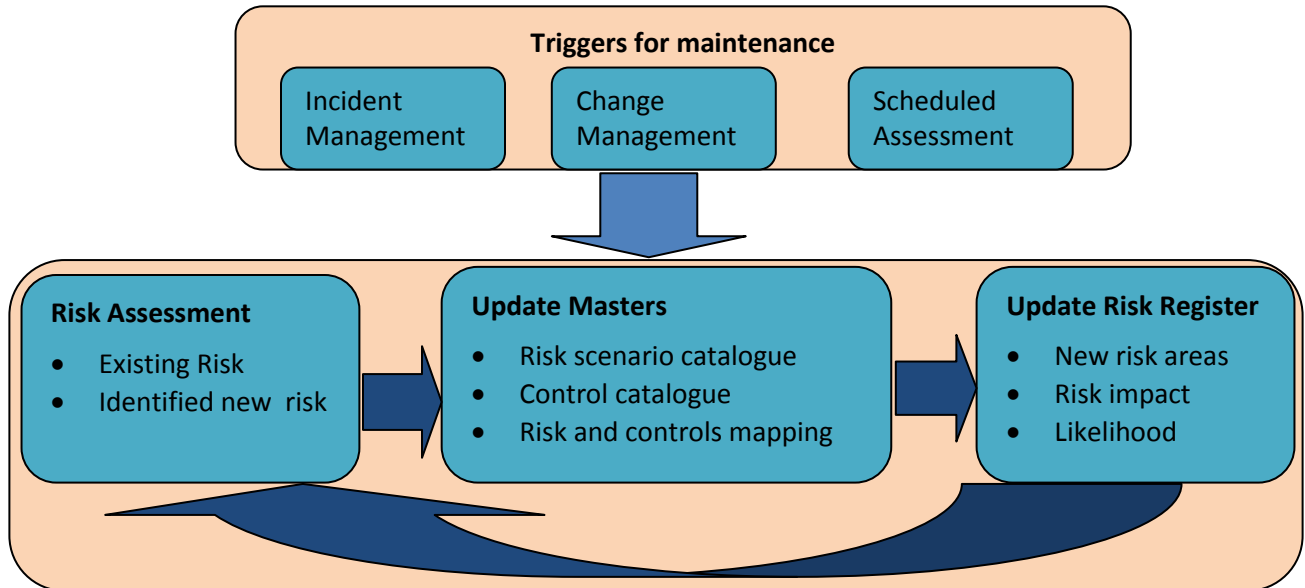 Triggers for maintenance
Incident
Management
Change
Management
Scheduled
Assessment
Risk Assessment
• Existing Risk
• Identified new  risk
Update Masters
• Risk scenario catalogue
• Control catalogue
• Risk and controls mapping
Update Risk Register
• New risk areas
• Risk impact
• Likelihood